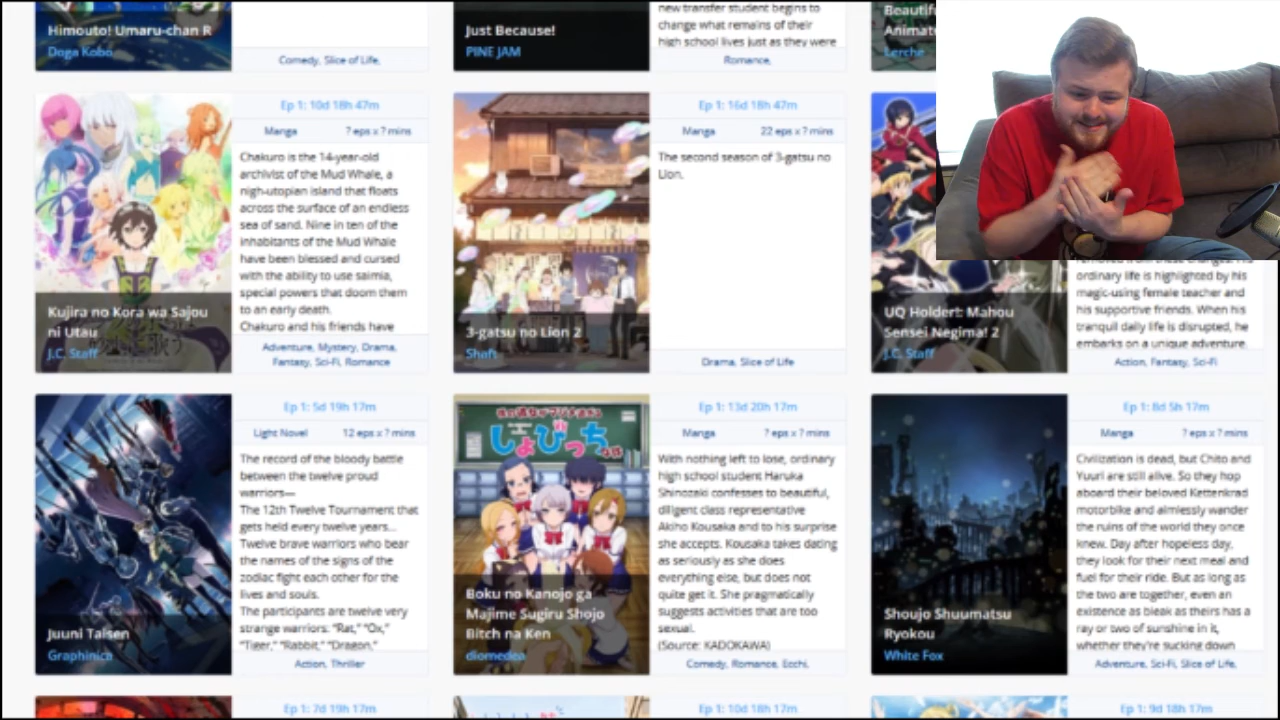 Himouto! Umaru-chan R
Doga Kobo
Comedy, Slice of Life,
Just Because!
PINE JAM
new transfer student begins to
change what remains of their
high school lives just as they were
Romance,
Beautif
Animat
Lerche
Kujira no Kora wa Sajou
ni Utau
J.C. Staff
Ep 1: 10d 18h 47m
Manga ? eps x ? mins
Chakuro is the 14-year-old
archivist of the Mud Whale, a
nigh-utopian island that floats
across the surface of an endless
sea of sand. Nine in ten of the
inhabitants of the Mud Whale
have been blessed and cursed
with the ability to use saimia,
special powers that doom them
to an early death.
Chakuro and his friends have
Adventure, Mystery, Drama,
Fantasy, Sci-Fi, Romance
3-gatsu no Lion 2
Shaft
Ep 1: 16d 18h 47m
Manga 22 eps x ? mins
The second season of 3-gatsu no
Lion.
Drama, Slice of Life
UQ Holder!: Mahou
Sensei Negima! 2
J.C. Staff
ordinary life is highlighted by his
magic-using female teacher and
his supportive friends. When his
tranquil daily life is disrupted, he
embarks on a unique adventure.
Action, Fantasy, Sci-Fi
Juuni Taisen
Graphinica
Ep 1: 5d 19h 17m
Light Novel 12 eps x ? mins
The record of the bloody battle
between the twelve proud
warriors—
The 12th Twelve Tournament that
gets held every twelve years...
Twelve brave warriors who bear
the names of the signs of the
zodiac fight each other for the
lives and souls.
The participants are twelve very
strange warriors: "Rat," "Ox,"
"Tiger," "Rabbit," "Dragon,"
Action, Thriller
しょびっち
Boku no Kanojo ga
Majime Sugiru Shojo
Bitch na Ken
diomedea
Ep 1: 13d 20h 17m
Manga ? eps x ? mins
With nothing left to lose, ordinary
high school student Haruka
Shinozaki confesses to beautiful,
diligent class representative
Akiho Kousaka and to his surprise
she accepts. Kousaka takes dating
as seriously as she does
everything else, but does not
quite get it. She pragmatically
suggests activities that are too
sexual.
(Source: KADOKAWA)
Comedy, Romance, Ecchi,
Shoujo Shuumatsu
Ryokou
White Fox
Ep 1: 8d 5h 17m
Manga ? eps x ? mins
Civilization is dead, but Chito and
Yuuri are still alive. So they hop
aboard their beloved Kettenkrad
motorbike and aimlessly wander
the ruins of the world they once
knew. Day after hopeless day,
they look for their next meal and
fuel for their ride. But as long as
the two are together, even an
existence as bleak as theirs has a
ray or two of sunshine in it,
whether they're sucking down
Adventure, Sci-Fi, Slice of Life,
Ep 1: 7d 19h 17m
Ep 1: 10d 18h 17m
Ep 1: 9d 18h 17m